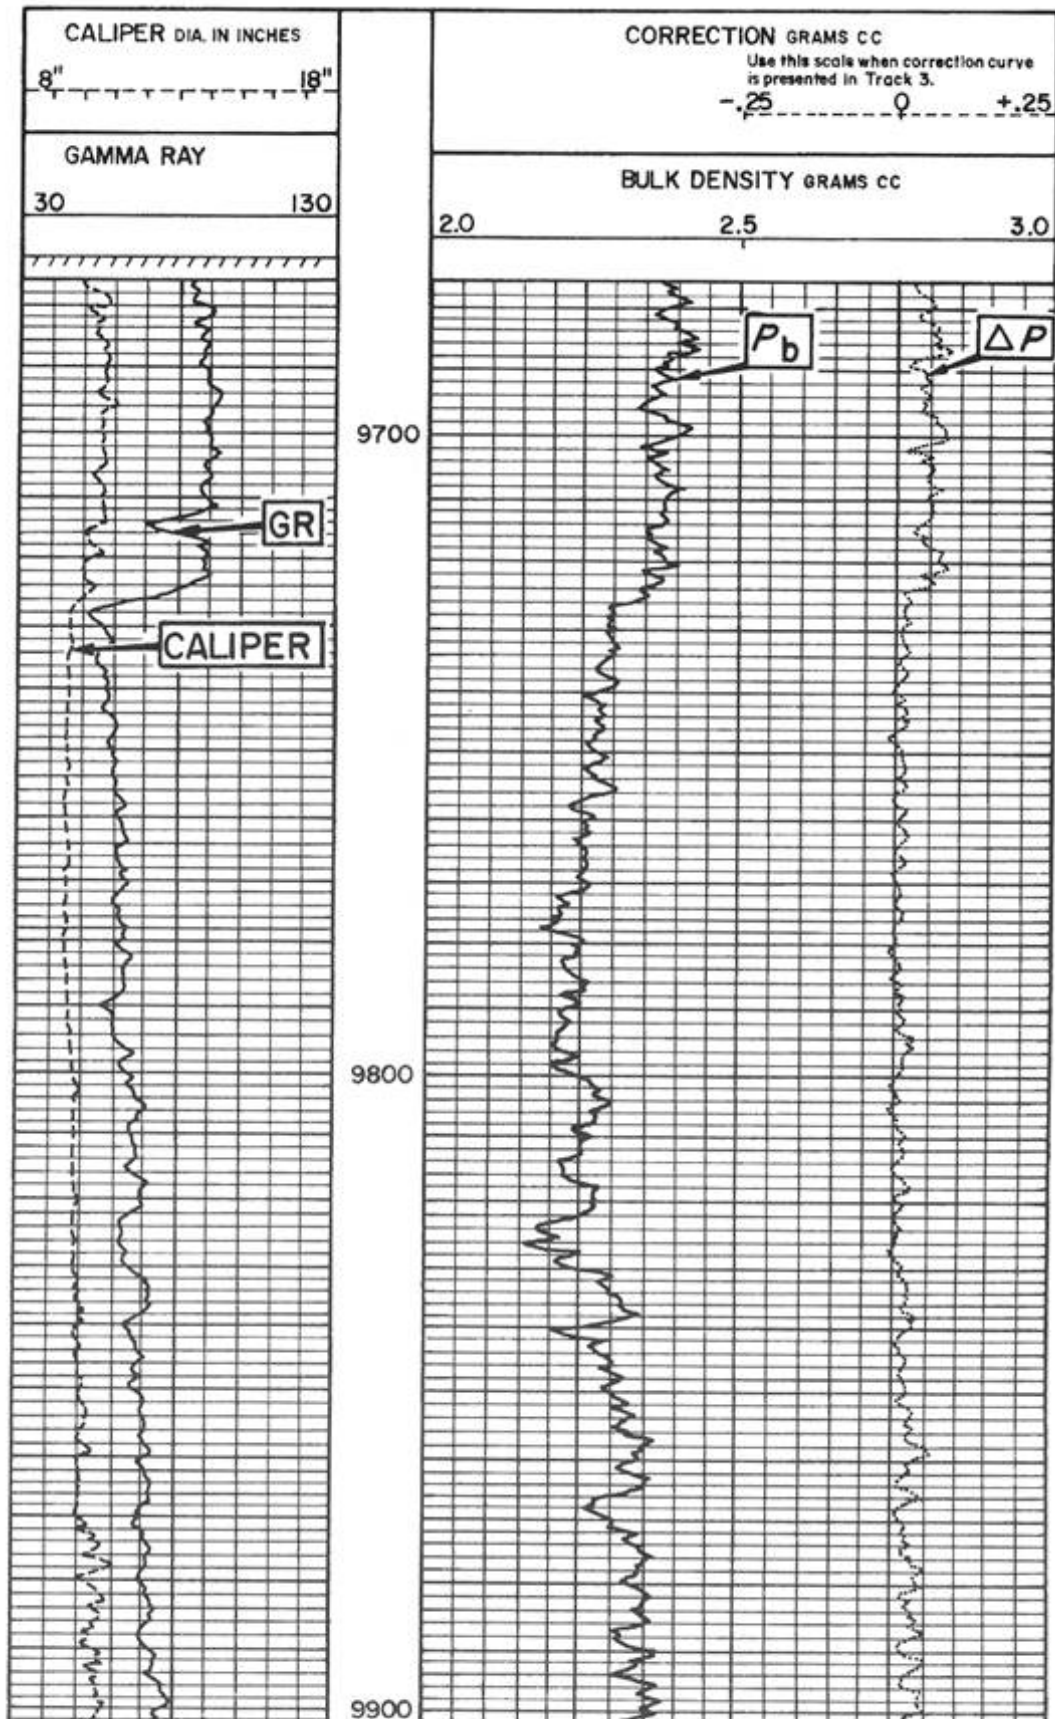 CALIPER DIA. IN INCHES
8" 18"
GAMMA RAY
30 130
CORRECTION GRAMS CC
Use this scale when correction curve
is presented in Track 3.
-.25 0 +.25
BULK DENSITY GRAMS CC
2.0 2.5 3.0
Pb
ΔP
9700
GR
CALIPER
9800
9900